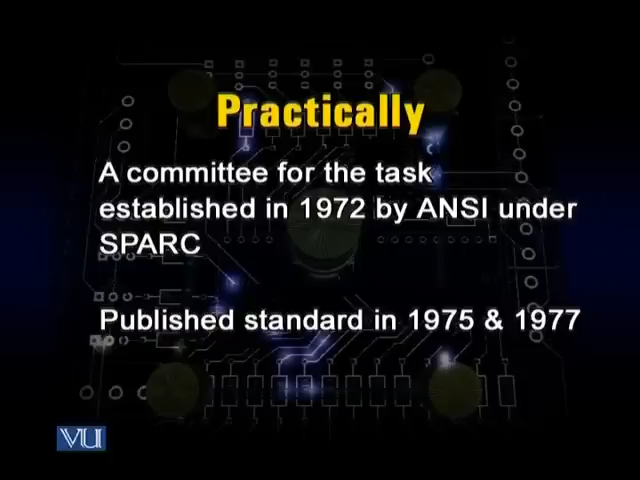 Practically
A committee for the task
established in 1972 by ANSI under
SPARC
Published standard in 1975 & 1977
VU